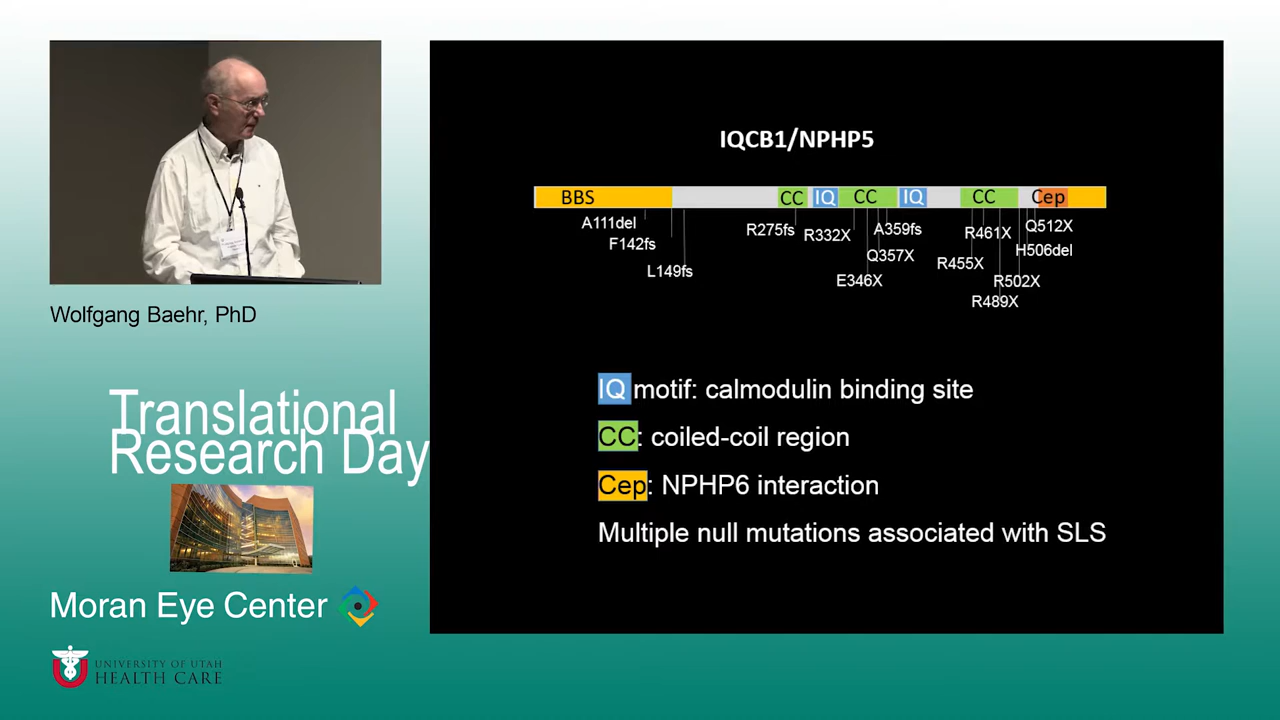 IQCB1/NPHP5
BBS CC IQ CC IQ CC Cep
A111del
F142fs
L149fs
R275fs
R332X
E346X
Q357X
A359fs
R455X
R461X
R489X
R502X
H506del
Q512X
IQ motif: calmodulin binding site
CC: coiled-coil region
Cep: NPHP6 interaction
Multiple null mutations associated with SLS
Wolfgang Baehr, PhD
Translational
Research Day
Moran Eye Center
UNIVERSITY OF UTAH
HEALTH CARE